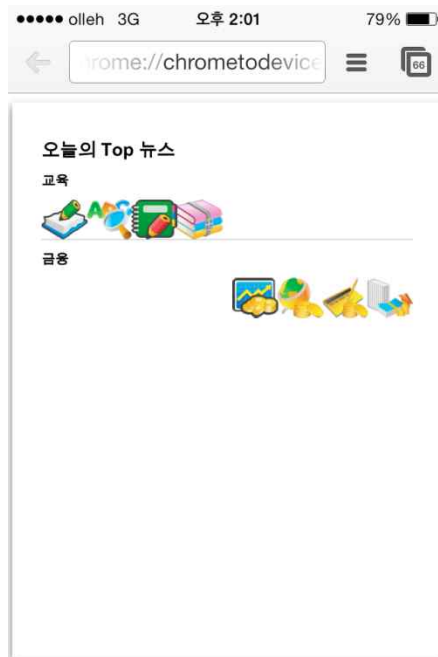 olleh 3G 오후 2:01 79%
rome://chrometodevice
66
오늘의 Top 뉴스
교육
ABC
금융